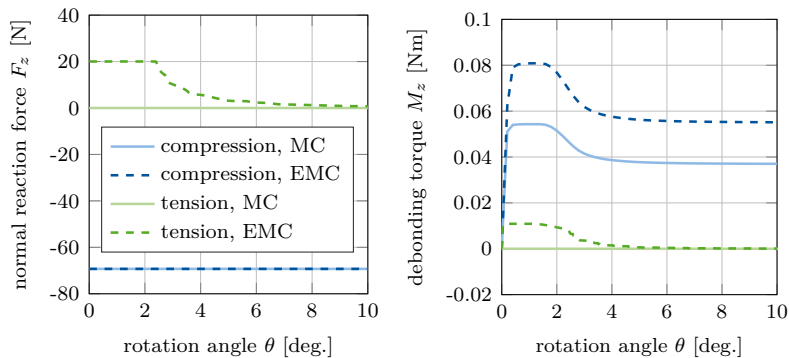 normal reaction force F_z [N]
40
20
0
-20
-40
-60
-80
compression, MC
compression, EMC
tension, MC
tension, EMC
0 2 4 6 8 10
rotation angle θ [deg.]
debonding torque M_z [Nm]
0.1
0.08
0.06
0.04
0.02
0
-0.02
0 2 4 6 8 10
rotation angle θ [deg.]